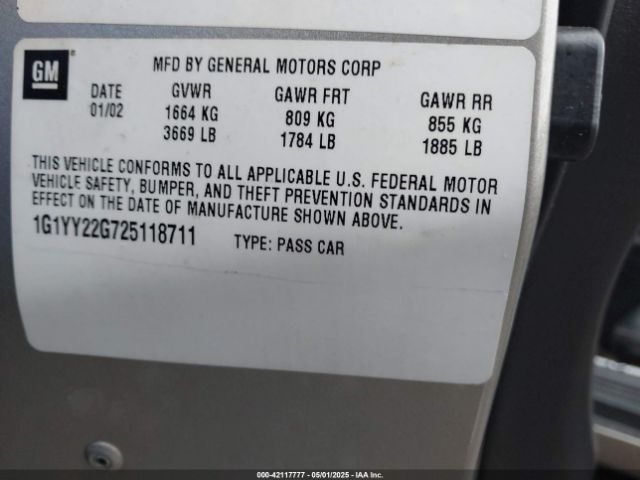 GM
MFD BY GENERAL MOTORS CORP
DATE GVWR GAWR FRT GAWR RR
01/02 1664 KG 809 KG 855 KG
3669 LB 1784 LB 1885 LB
THIS VEHICLE CONFORMS TO ALL APPLICABLE U.S. FEDERAL MOTOR
VEHICLE SAFETY, BUMPER, AND THEFT PREVENTION STANDARDS IN
EFFECT ON THE DATE OF MANUFACTURE SHOWN ABOVE.
1G1YY22G725118711 TYPE: PASS CAR
000-42117777 - 05/01/2025 - IAAI Inc.